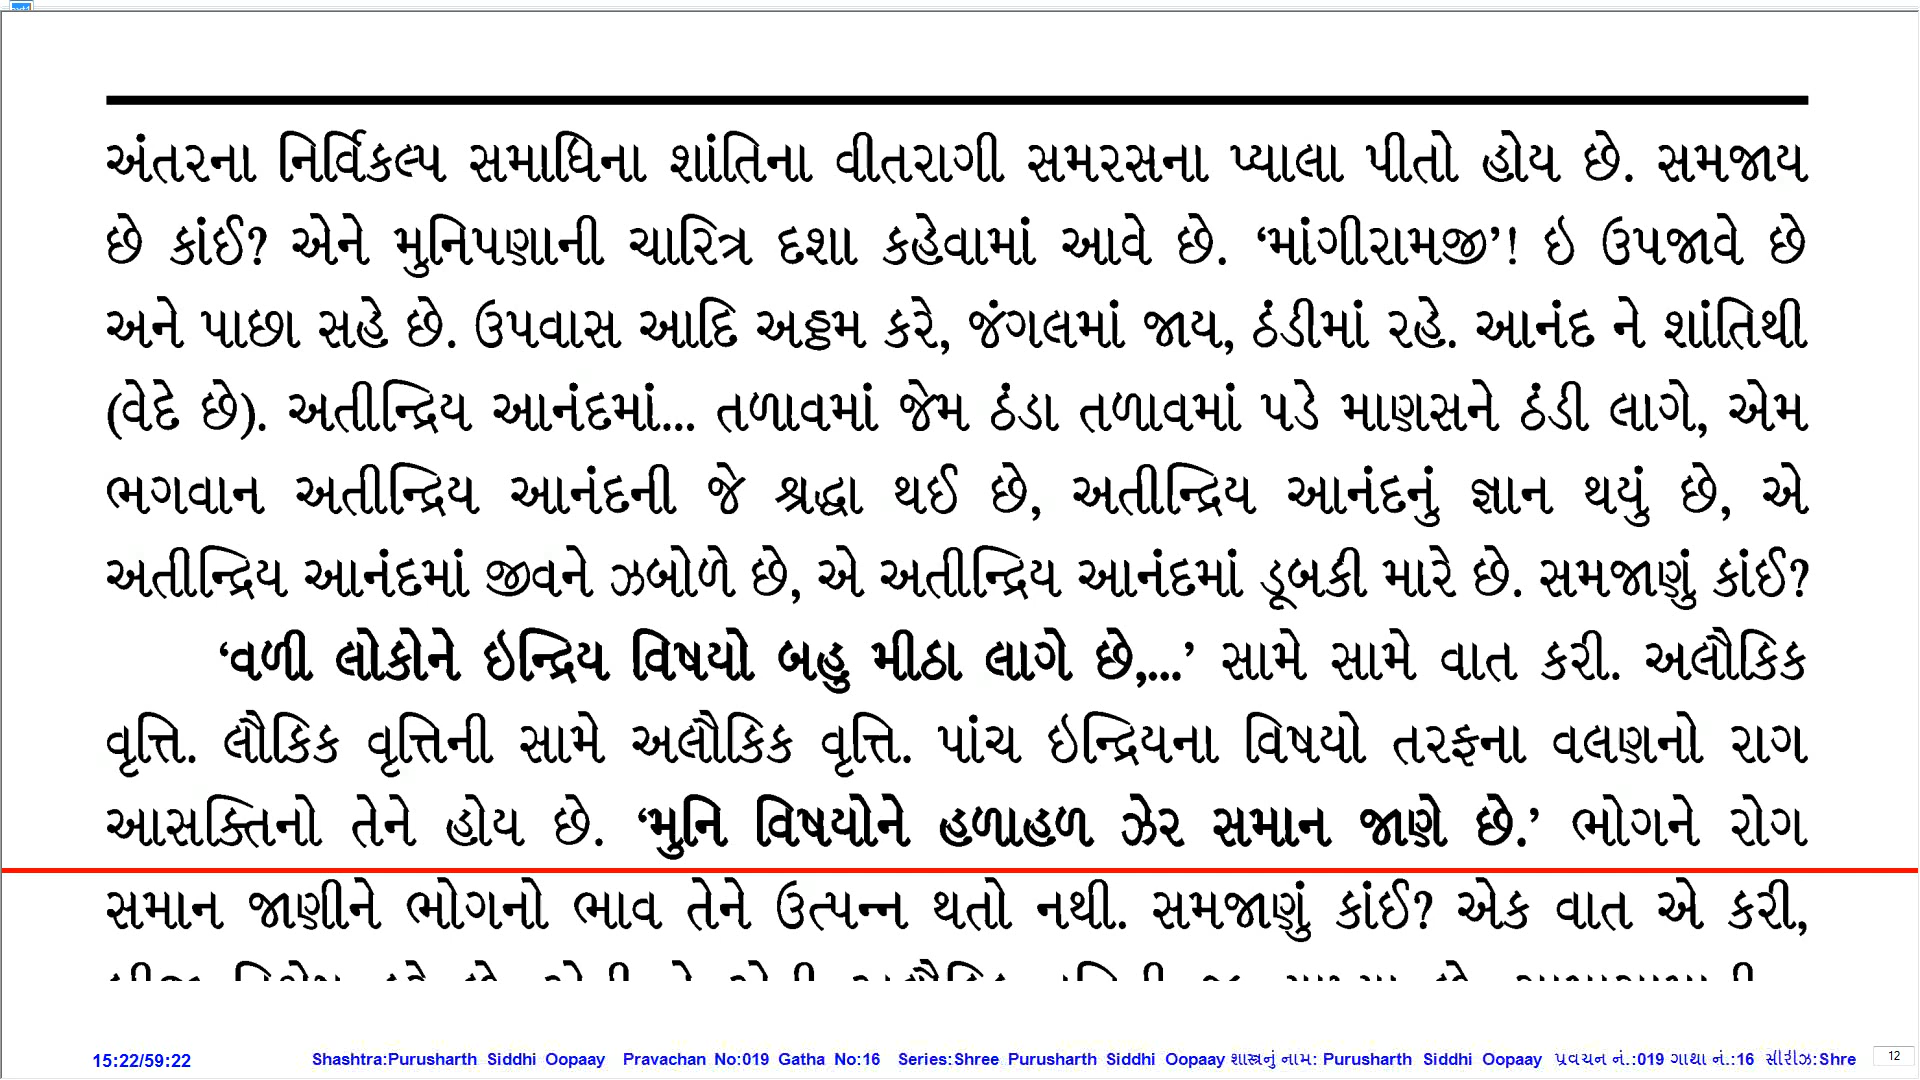 અંતરના નિર્વિકલ્પ સમાધિના શાંતિના વીતરાગી સમરસના પ્યાલા પીતો હોય છે. સમજાય
છે કાંઈ? એને મુનિપણાની ચારિત્ર દશા કહેવામાં આવે છે. ‘માંગીરામજી’! ઇ ઉપજાવે છે
અને પાછા સહે છે. ઉપવાસ આદિ અઠ્ઠમ કરે, જંગલમાં જાય, ઠંડીમાં રહે. આનંદ ને શાંતિથી
(વેદે છે). અતીન્દ્રિય આનંદમાં... તળાવમાં જેમ ઠંડા તળાવમાં પડે માણસને ઠંડી લાગે, એમ
ભગવાન અતીન્દ્રિય આનંદની જે શ્રદ્ધા થઈ છે, અતીન્દ્રિય આનંદનું જ્ઞાન થયું છે, એ
અતીન્દ્રિય આનંદમાં જીવને ઝબોળે છે, એ અતીન્દ્રિય આનંદમાં ડૂબકી મારે છે. સમજાણું કાંઈ?
‘વળી લોકોને ઇન્દ્રિય વિષયો બહુ મીઠા લાગે છે,...’ સામે સામે વાત કરી. અલૌકિક
વૃત્તિ. લૌકિક વૃત્તિની સામે અલૌકિક વૃત્તિ. પાંચ ઇન્દ્રિયના વિષયો તરફના વલણનો રાગ
આસક્તિનો તેને હોય છે. ‘મુનિ વિષયોને હળાહળ ઝેર સમાન જાણે છે.’ ભોગને રોગ
સમાન જાણીને ભોગનો ભાવ તેને ઉત્પન્ન થતો નથી. સમજાણું કાંઈ? એક વાત એ કરી,
15:22/59:22 Shashtra:Purusharth Siddhi Oopaay Pravachan No:019 Gatha No:16 Series:Shree Purusharth Siddhi Oopaay શાસ્ત્રનું નામ: Purusharth Siddhi Oopaay પ્રવચન નં.:019 ગાથા નં.:16 સીરીઝ:Shre 12